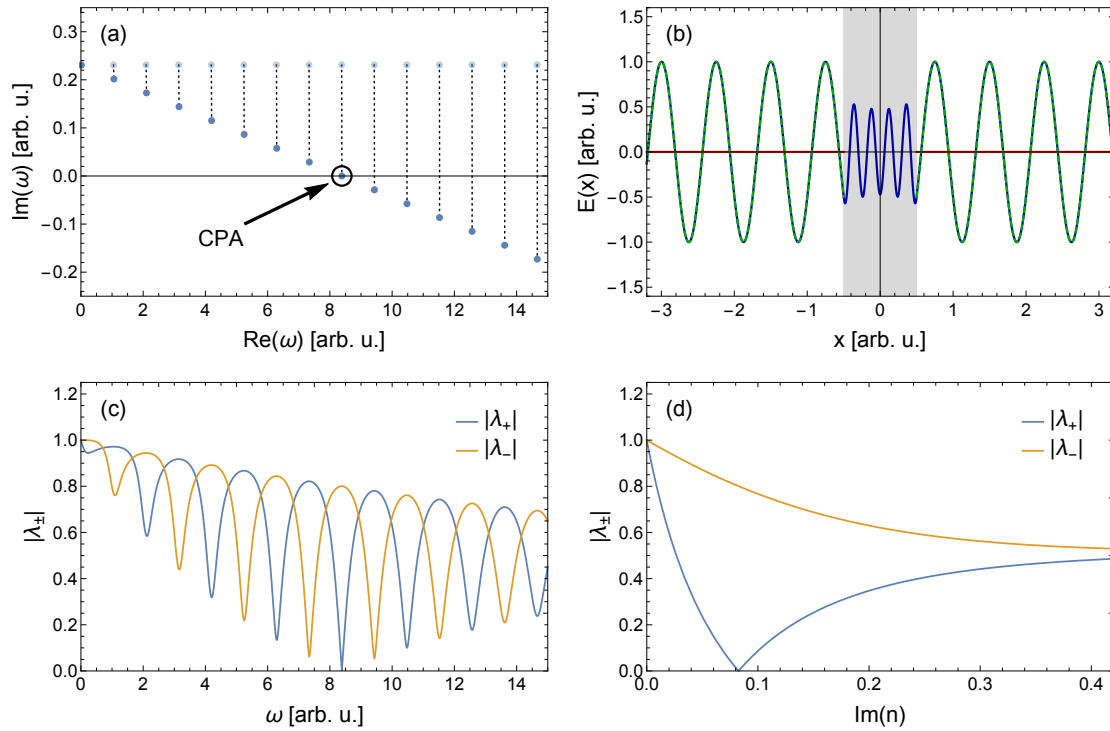 (a)
0.3
0.2
0.1
0.0
−0.1
−0.2
Im(ω) [arb. u.]
CPA
0 2 4 6 8 10 12 14
Re(ω) [arb. u.]
(b)
1.5
1.0
0.5
0.0
−0.5
−1.0
−1.5
E(x) [arb. u.]
−3 −2 −1 0 1 2 3
x [arb. u.]
(c)
|λ₊|
|λ₋|
1.2
1.0
0.8
0.6
0.4
0.2
0.0
|λ±|
0 2 4 6 8 10 12 14
ω [arb. u.]
(d)
|λ₊|
|λ₋|
1.2
1.0
0.8
0.6
0.4
0.2
0.0
|λ±|
0.0 0.1 0.2 0.3 0.4
Im(n)